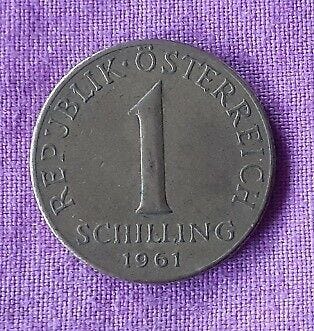 REPUBLIK·ÖSTERREICH
1
SCHILLING
1961